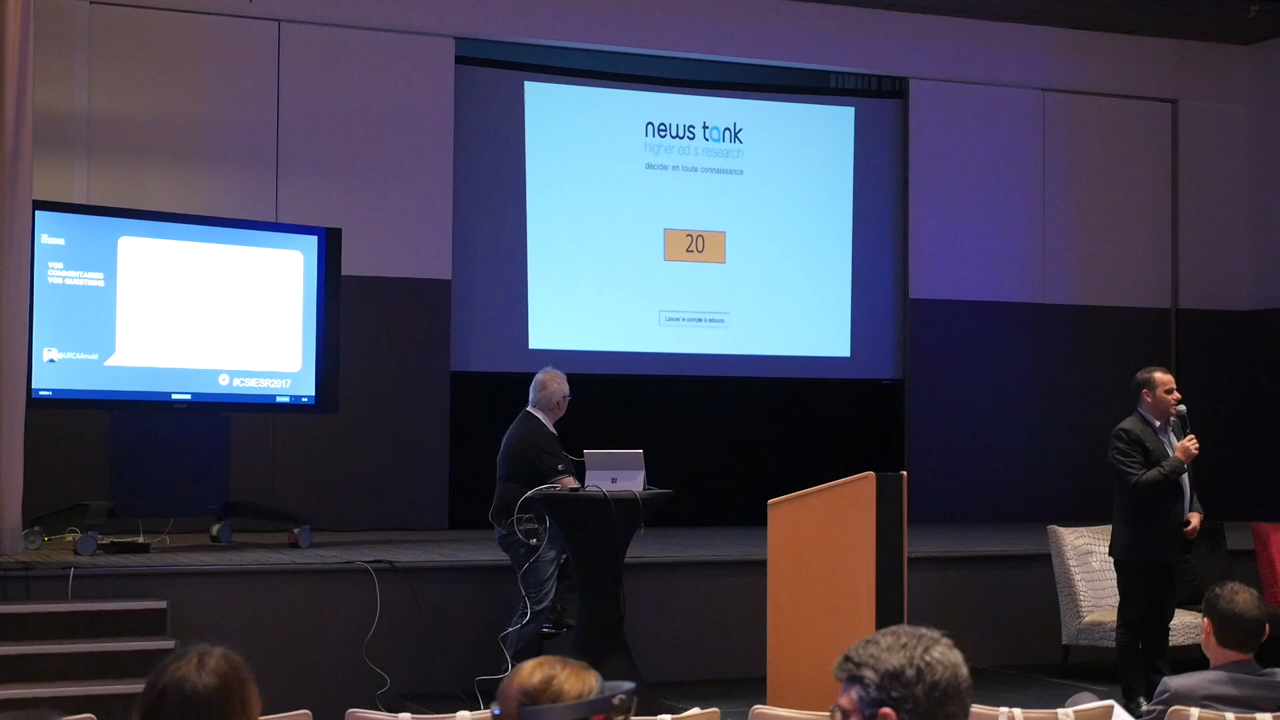 VOS
COMMENTAIRES
VOS QUESTIONS
@URCAArnold
#CSIESR2017
news tank
higher ed & research
décider en toute connaissance
20
Lancer le compte à rebours